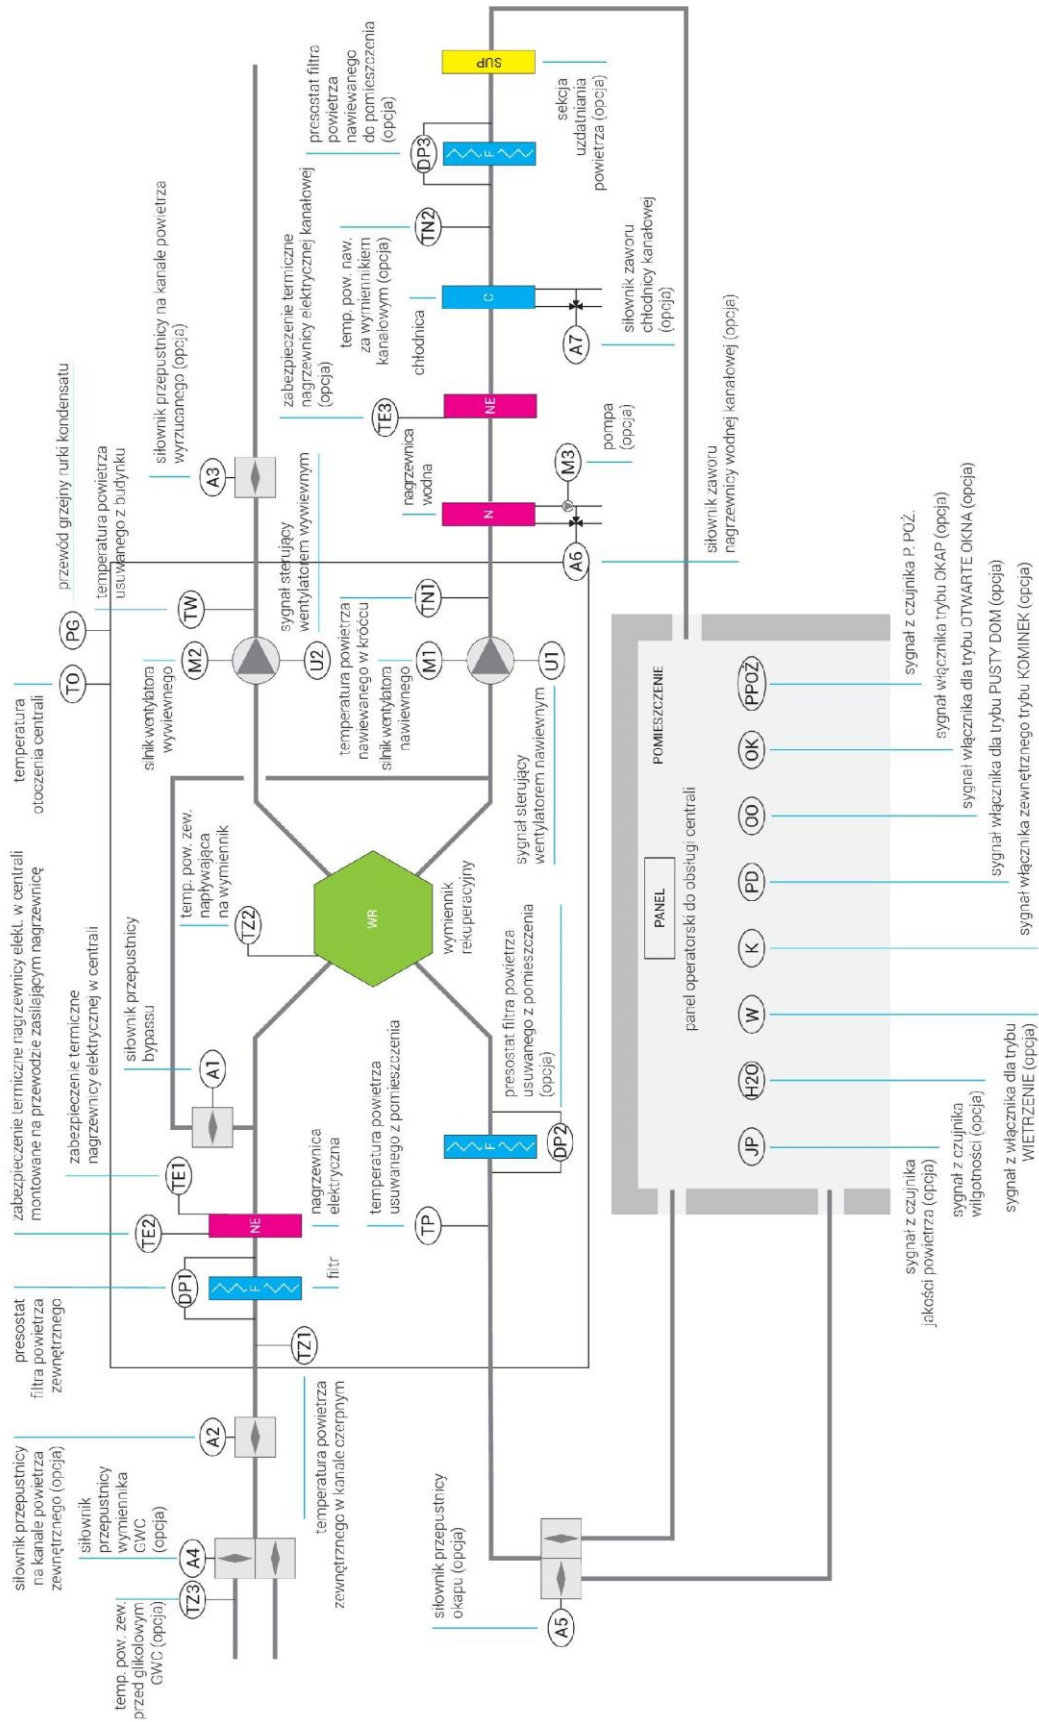 siłownik przepustnicy
na kanale powietrza
zewnętrznego (opcja)
siłownik
przepustnicy
wymiennika
GWC
(opcja)
temp. pow. zew.
przed glikolowym
GWC (opcja)
TZ3
A4
A2
presostat
filtra powietrza
zewnętrznego
DP1
F
filtr
TZ1
temperatura powietrza
zewnętrznego w kanale czerpnym
zabezpieczenie termiczne nagrzewnicy elekt. w centrali
montowane na przewodzie zasilającym nagrzewnicę
zabezpieczenie termiczne
nagrzewnicy elektrycznej w centrali
TE2
TE1
NE
nagrzewnica
elektryczna
siłownik przepustnicy
bypassu
A1
temp. pow. zew.
napływająca
na wymiennik
TZ2
WR
wymiennik
rekuperacyjny
temperatura
otoczenia centrali
TO
PG
przewód grzejny rurki kondensatu
temperatura powietrza
usuwanego z budynku
TW
silnik wentylatora
wywiewnego
M2
U2
sygnał sterujący
wentylatorem wywiewnym
siłownik przepustnicy na kanale powietrza
wyrzucanego (opcja)
A3
temperatura powietrza
usuwanego z pomieszczenia
TP
F
DP2
presostat filtra powietrza
usuwanego z pomieszczenia
(opcja)
temperatura powietrza
nawiewanego w króćcu
TN1
silnik wentylatora
nawiewnego
M1
U1
sygnał sterujący
wentylatorem nawiewnym
nagrzewnica
wodna
N
A6
M3
pompa
(opcja)
siłownik zaworu
nagrzewnicy wodnej kanałowej (opcja)
zabezpieczenie termiczne
nagrzewnicy elektrycznej kanałowej
(opcja)
TE3
NE
chłodnica
C
A7
siłownik zaworu
chłodnicy kanałowej
(opcja)
temp. pow. naw.
za wymiennikiem
kanałowym (opcja)
TN2
presostat filtra
powietrza
nawiewanego
do pomieszczenia
(opcja)
DP3
F
SUP
sekcja
uzdatniania
powietrza (opcja)
siłownik przepustnicy
okapu (opcja)
A5
POMIESZCZENIE
PANEL
panel operatorski do obsługi centrali
JP
H2O
W
K
PD
OO
OK
PPOŻ
sygnał z czujnika
jakości powietrza (opcja)
sygnał z czujnika
wilgotności (opcja)
sygnał z włącznika dla trybu
WIETRZENIE (opcja)
sygnał włącznika zewnętrznego trybu KOMINEK (opcja)
sygnał włącznika dla trybu PUSTY DOM (opcja)
sygnał włącznika dla trybu OTWARTE OKNA (opcja)
sygnał włącznika trybu OKAP (opcja)
sygnał z czujnika P. POŻ.